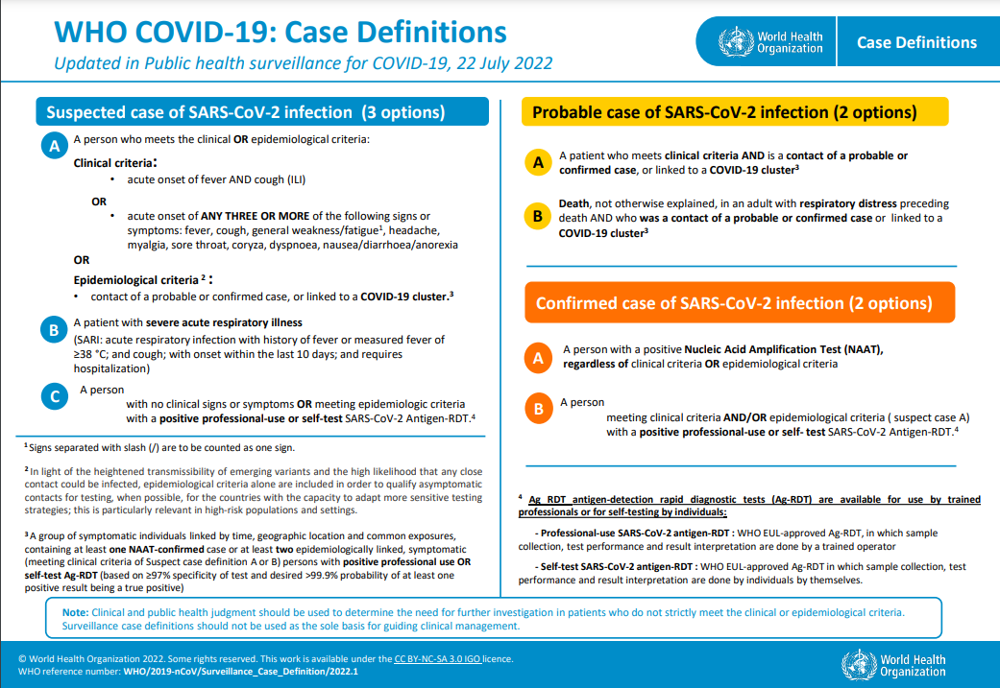 WHO COVID-19: Case Definitions
Updated in Public health surveillance for COVID-19, 22 July 2022
World Health
Organization
Case Definitions
Suspected case of SARS-CoV-2 infection (3 options)
A
A person who meets the clinical OR epidemiological criteria:
Clinical criteria:
• acute onset of fever AND cough (ILI)
OR
• acute onset of ANY THREE OR MORE of the following signs or
symptoms: fever, cough, general weakness/fatigue¹, headache,
myalgia, sore throat, coryza, dyspnoea, nausea/diarrhoea/anorexia
OR
Epidemiological criteria ² :
• contact of a probable or confirmed case, or linked to a COVID-19 cluster.³
B
A patient with severe acute respiratory illness
(SARI: acute respiratory infection with history of fever or measured fever of
≥38 °C; and cough; with onset within the last 10 days; and requires
hospitalization)
C
A person
with no clinical signs or symptoms OR meeting epidemiologic criteria
with a positive professional-use or self-test SARS-CoV-2 Antigen-RDT.⁴
¹ Signs separated with slash (/) are to be counted as one sign.
² In light of the heightened transmissibility of emerging variants and the high likelihood that any close
contact could be infected, epidemiological criteria alone are included in order to qualify asymptomatic
contacts for testing, when possible, for the countries with the capacity to adapt more sensitive testing
strategies; this is particularly relevant in high-risk populations and settings.
³ A group of symptomatic individuals linked by time, geographic location and common exposures,
containing at least one NAAT-confirmed case or at least two epidemiologically linked, symptomatic
(meeting clinical criteria of Suspect case definition A or B) persons with positive professional use OR
self-test Ag-RDT (based on ≥97% specificity of test and desired >99.9% probability of at least one
positive result being a true positive)
Probable case of SARS-CoV-2 infection (2 options)
A
A patient who meets clinical criteria AND is a contact of a probable or
confirmed case, or linked to a COVID-19 cluster³
B
Death, not otherwise explained, in an adult with respiratory distress preceding
death AND who was a contact of a probable or confirmed case or linked to a
COVID-19 cluster³
Confirmed case of SARS-CoV-2 infection (2 options)
A
A person with a positive Nucleic Acid Amplification Test (NAAT),
regardless of clinical criteria OR epidemiological criteria
B
A person
meeting clinical criteria AND/OR epidemiological criteria ( suspect case A)
with a positive professional-use or self- test SARS-CoV-2 Antigen-RDT.⁴
⁴ Ag RDT antigen-detection rapid diagnostic tests (Ag-RDT) are available for use by trained
professionals or for self-testing by individuals;
- Professional-use SARS-CoV-2 antigen-RDT : WHO EUL-approved Ag-RDT, in which sample
collection, test performance and result interpretation are done by a trained operator
- Self-test SARS-CoV-2 antigen-RDT : WHO EUL-approved Ag-RDT in which sample collection, test
performance and result interpretation are done by individuals by themselves.
Note: Clinical and public health judgment should be used to determine the need for further investigation in patients who do not strictly meet the clinical or epidemiological criteria.
Surveillance case definitions should not be used as the sole basis for guiding clinical management.
© World Health Organization 2022. Some rights reserved. This work is available under the CC BY-NC-SA 3.0 IGO licence.
WHO reference number: WHO/2019-nCoV/Surveillance_Case_Definition/2022.1
World Health
Organization